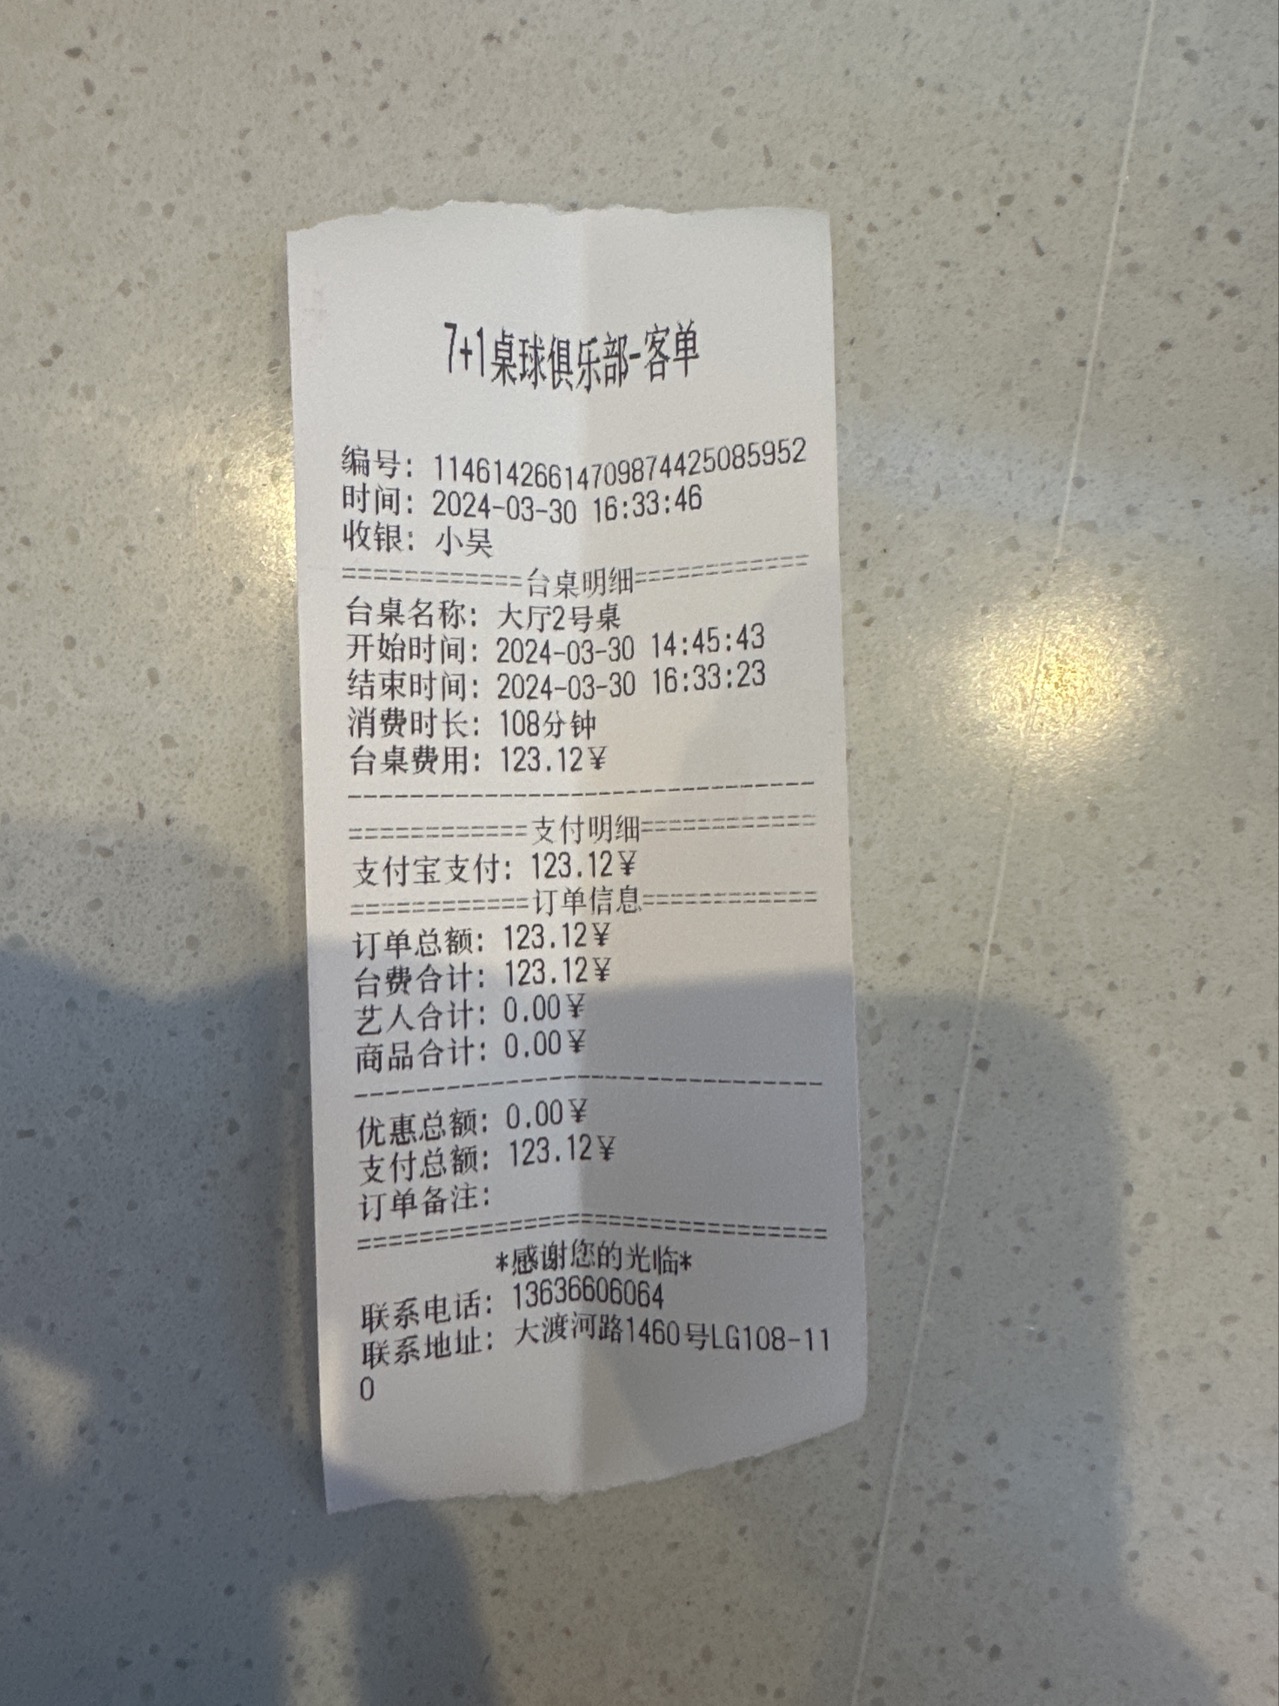 7+1桌球俱乐部-客单
编号: 1146142661470987442508​5952
时间: 2024-03-30 16:33:46
收银: 小吴
============台桌明细============
台桌名称: 大厅2号桌
开始时间: 2024-03-30 14:45:43
结束时间: 2024-03-30 16:33:23
消费时长: 108分钟
台桌费用: 123.12¥
--------------------------------
============支付明细============
支付宝支付: 123.12¥
============订单信息============
订单总额: 123.12¥
台费合计: 123.12¥
艺人合计: 0.00¥
商品合计: 0.00¥
--------------------------------
优惠总额: 0.00¥
支付总额: 123.12¥
订单备注:
================================
*感谢您的光临*
联系电话: 13636606064
联系地址: 大渡河路1460号LG108-11
0